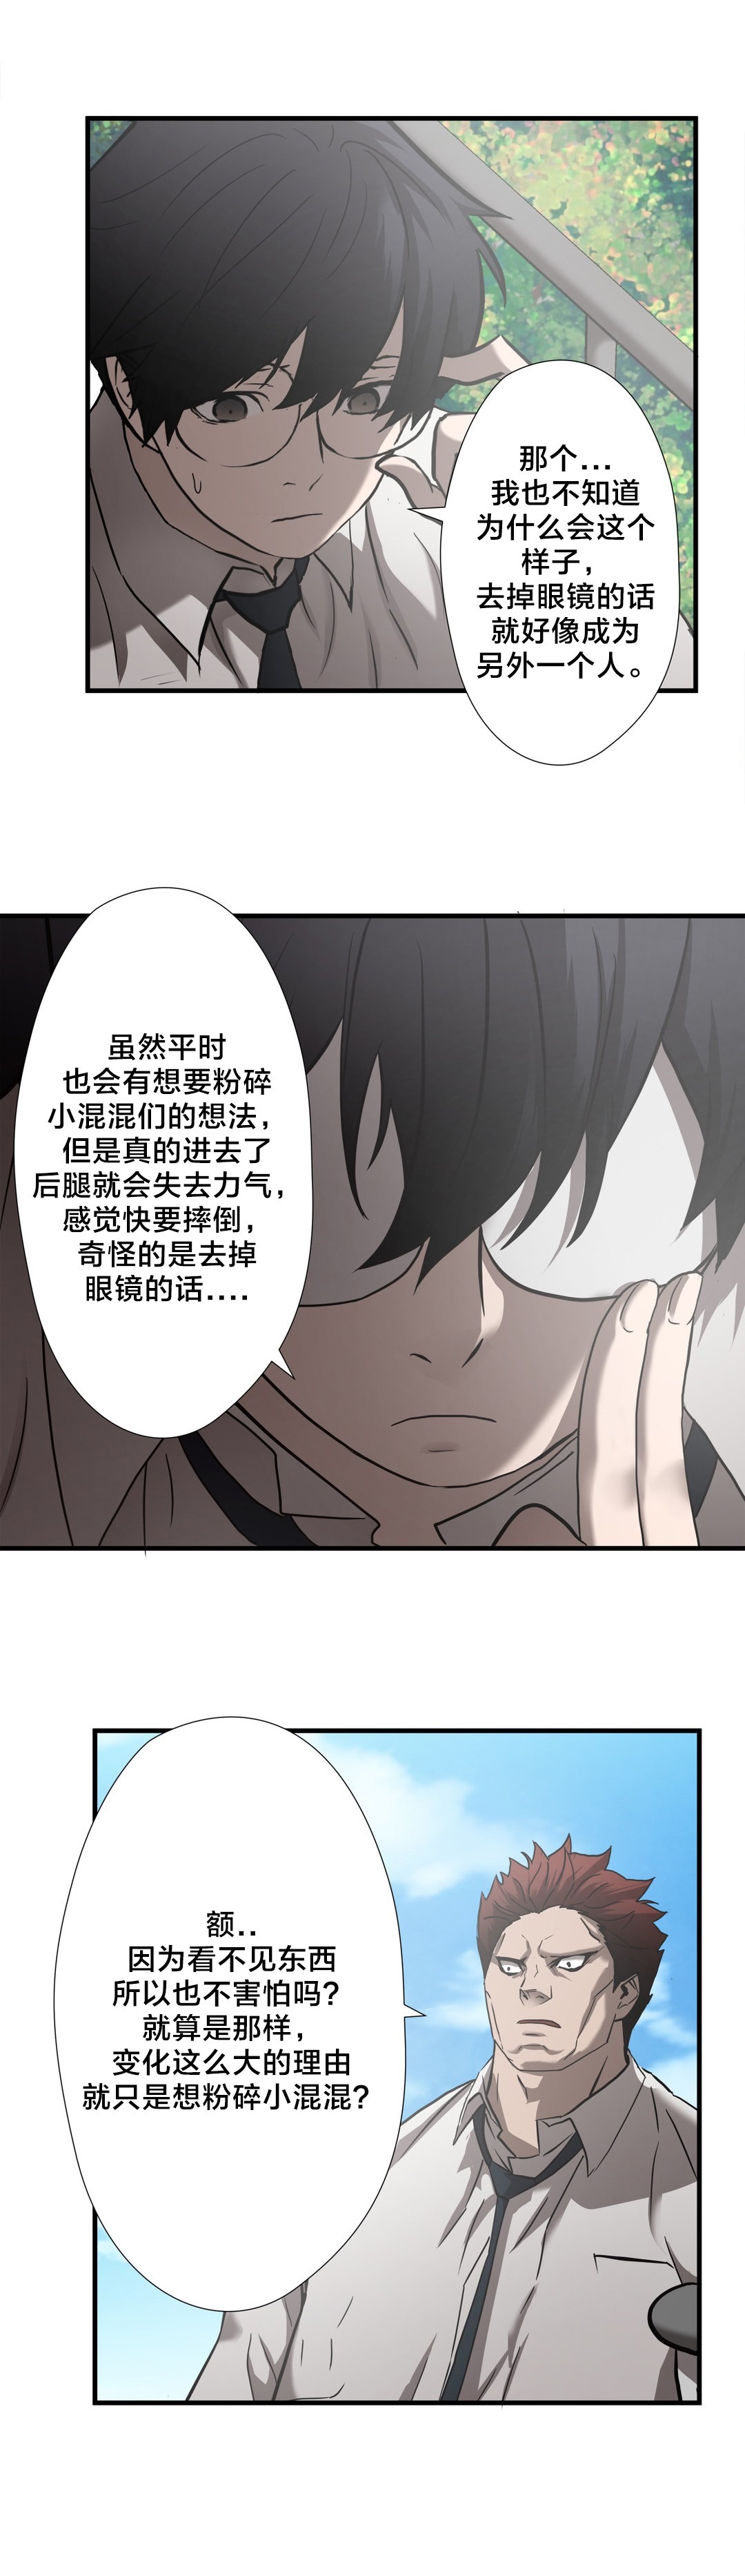 那个...
我也不知道
为什么会这个
样子，
去掉眼镜的话
就好像成为
另外一个人。
虽然平时
也会有想要粉碎
小混混们的想法，
但是真的进去了
后腿就会失去力气，
感觉快要摔倒，
奇怪的是去掉
眼镜的话....
额..
因为看不见东西
所以也不害怕吗？
就算是那样，
变化这么大的理由
就只是想粉碎小混混？